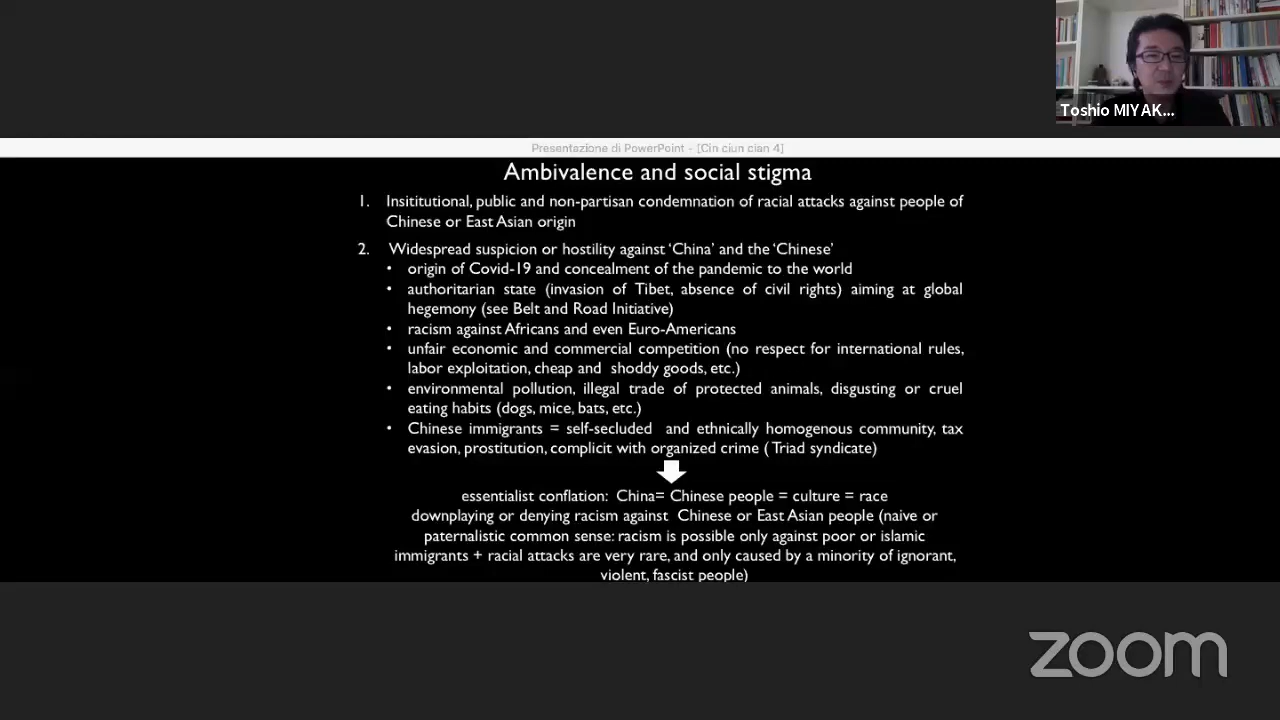 Toshio MIYAK...
Presentazione di PowerPoint - [Cin ciun cian 4]
Ambivalence and social stigma
1. Insititutional, public and non-partisan condemnation of racial attacks against people of
Chinese or East Asian origin
2. Widespread suspicion or hostility against ‘China’ and the ‘Chinese’
• origin of Covid-19 and concealment of the pandemic to the world
• authoritarian state (invasion of Tibet, absence of civil rights) aiming at global
hegemony (see Belt and Road Initiative)
• racism against Africans and even Euro-Americans
• unfair economic and commercial competition (no respect for international rules,
labor exploitation, cheap and shoddy goods, etc.)
• environmental pollution, illegal trade of protected animals, disgusting or cruel
eating habits (dogs, mice, bats, etc.)
• Chinese immigrants = self-secluded and ethnically homogenous community, tax
evasion, prostitution, complicit with organized crime ( Triad syndicate)
essentialist conflation: China= Chinese people = culture = race
downplaying or denying racism against Chinese or East Asian people (naive or
paternalistic common sense: racism is possible only against poor or islamic
immigrants + racial attacks are very rare, and only caused by a minority of ignorant,
violent, fascist people)
zoom